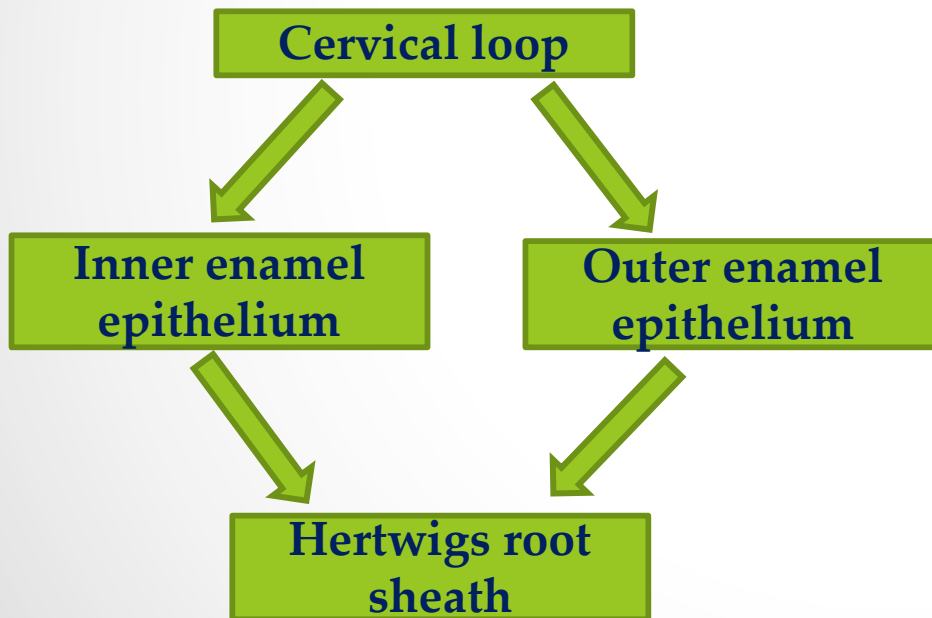 Cervical loop
Inner enamel
epithelium
Outer enamel
epithelium
Hertwigs root
sheath